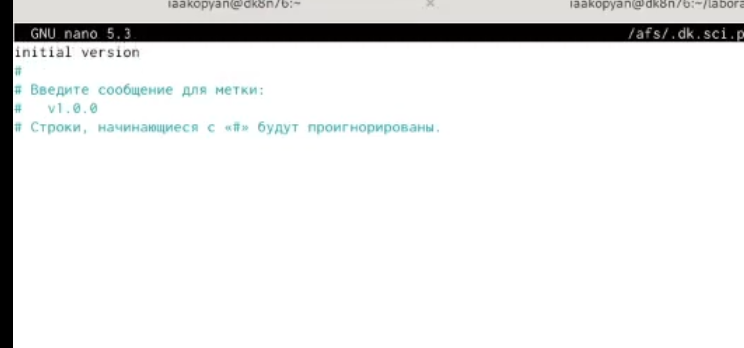 iaakopyan@dk8n76:~ × iaakopyan@dk8n76:~/labora
GNU nano 5.3 /afs/.dk.sci.p
initial version
#
# Введите сообщение для метки:
# v1.0.0
# Строки, начинающиеся с «#» будут проигнорированы.